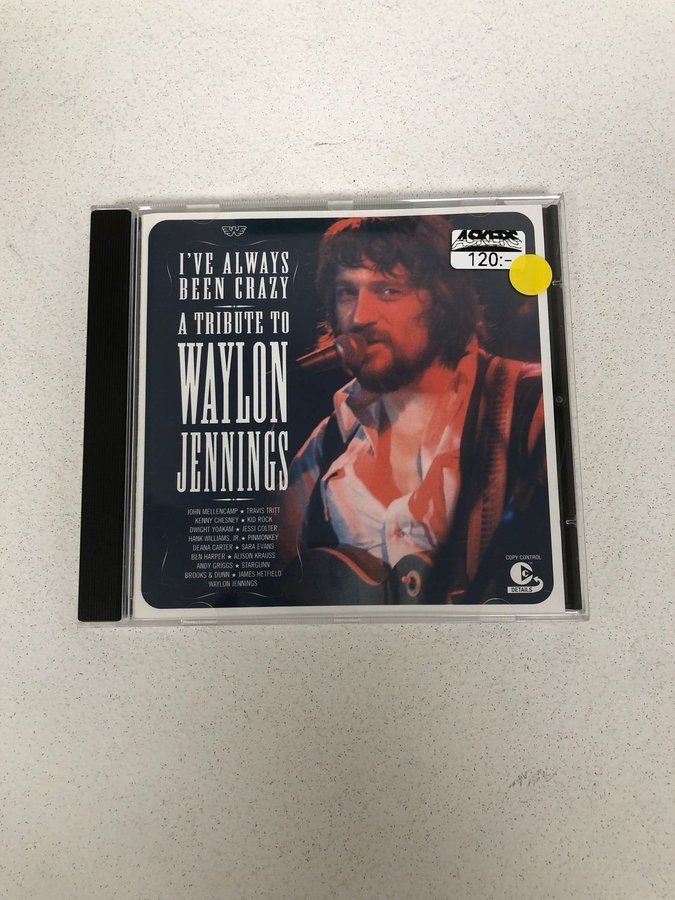 I'VE ALWAYS
BEEN CRAZY
A TRIBUTE TO
WAYLON
JENNINGS
JOHN MELLENCAMP ★ TRAVIS TRITT
KENNY CHESNEY ★ KID ROCK
DWIGHT YOAKAM ★ JESSI COLTER
HANK WILLIAMS, JR ★ PINMONKEY
DEANA CARTER ★ SARA EVANS
BEN HARPER ★ ALISON KRAUSS
ANDY GRIGGS ★ STARGUNN
BROOKS & DUNN ★ JAMES HETFIELD
WAYLON JENNINGS
ACKERS
120:-
COPY CONTROL
DETAILS